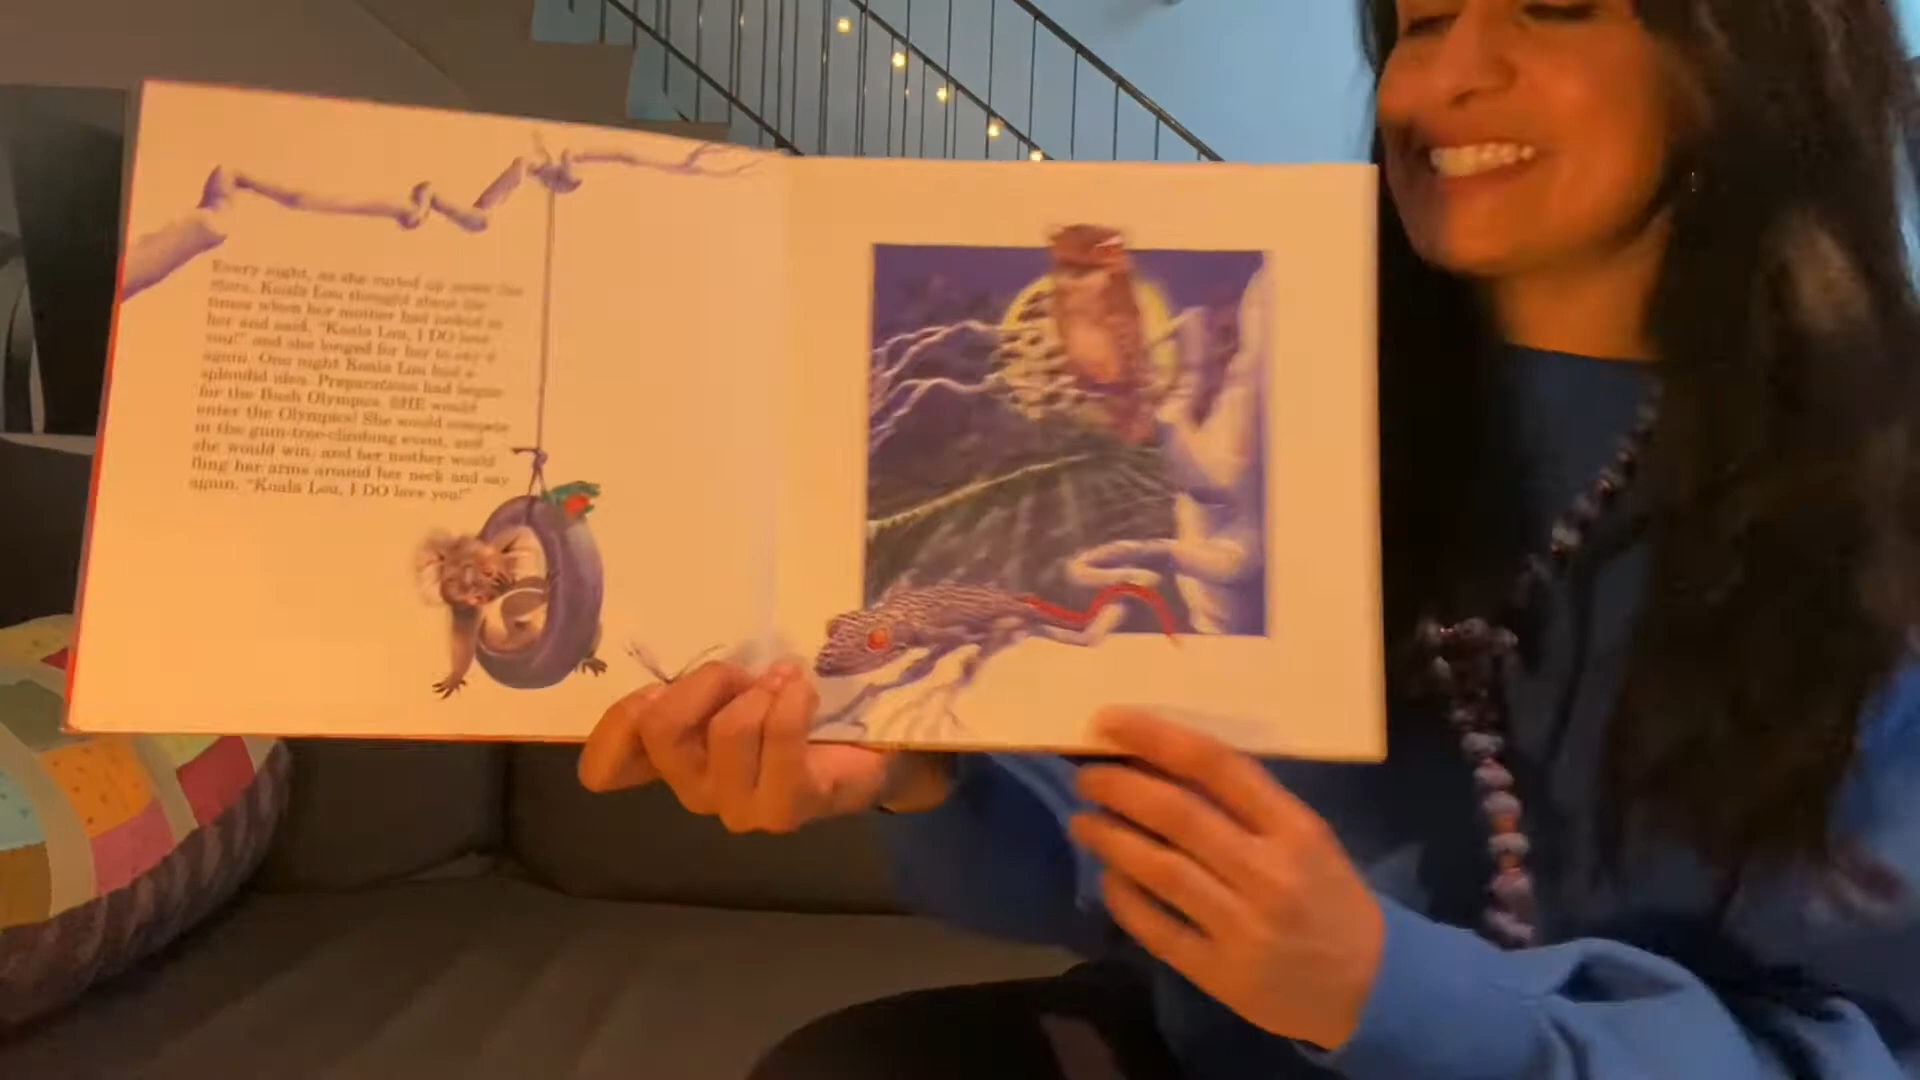 Every night, as she curled up under the
stars, Koala Lou thought about the
times when her mother had looked at
her and said, "Koala Lou, I DO love
you!" and she longed for her to say it
again. One night Koala Lou had a
splendid idea. Preparations had begun
for the Bush Olympics. SHE would
enter the Olympics! She would compete
in the gum-tree-climbing event, and
she would win, and her mother would
fling her arms around her neck and say
again, "Koala Lou, I DO love you!"